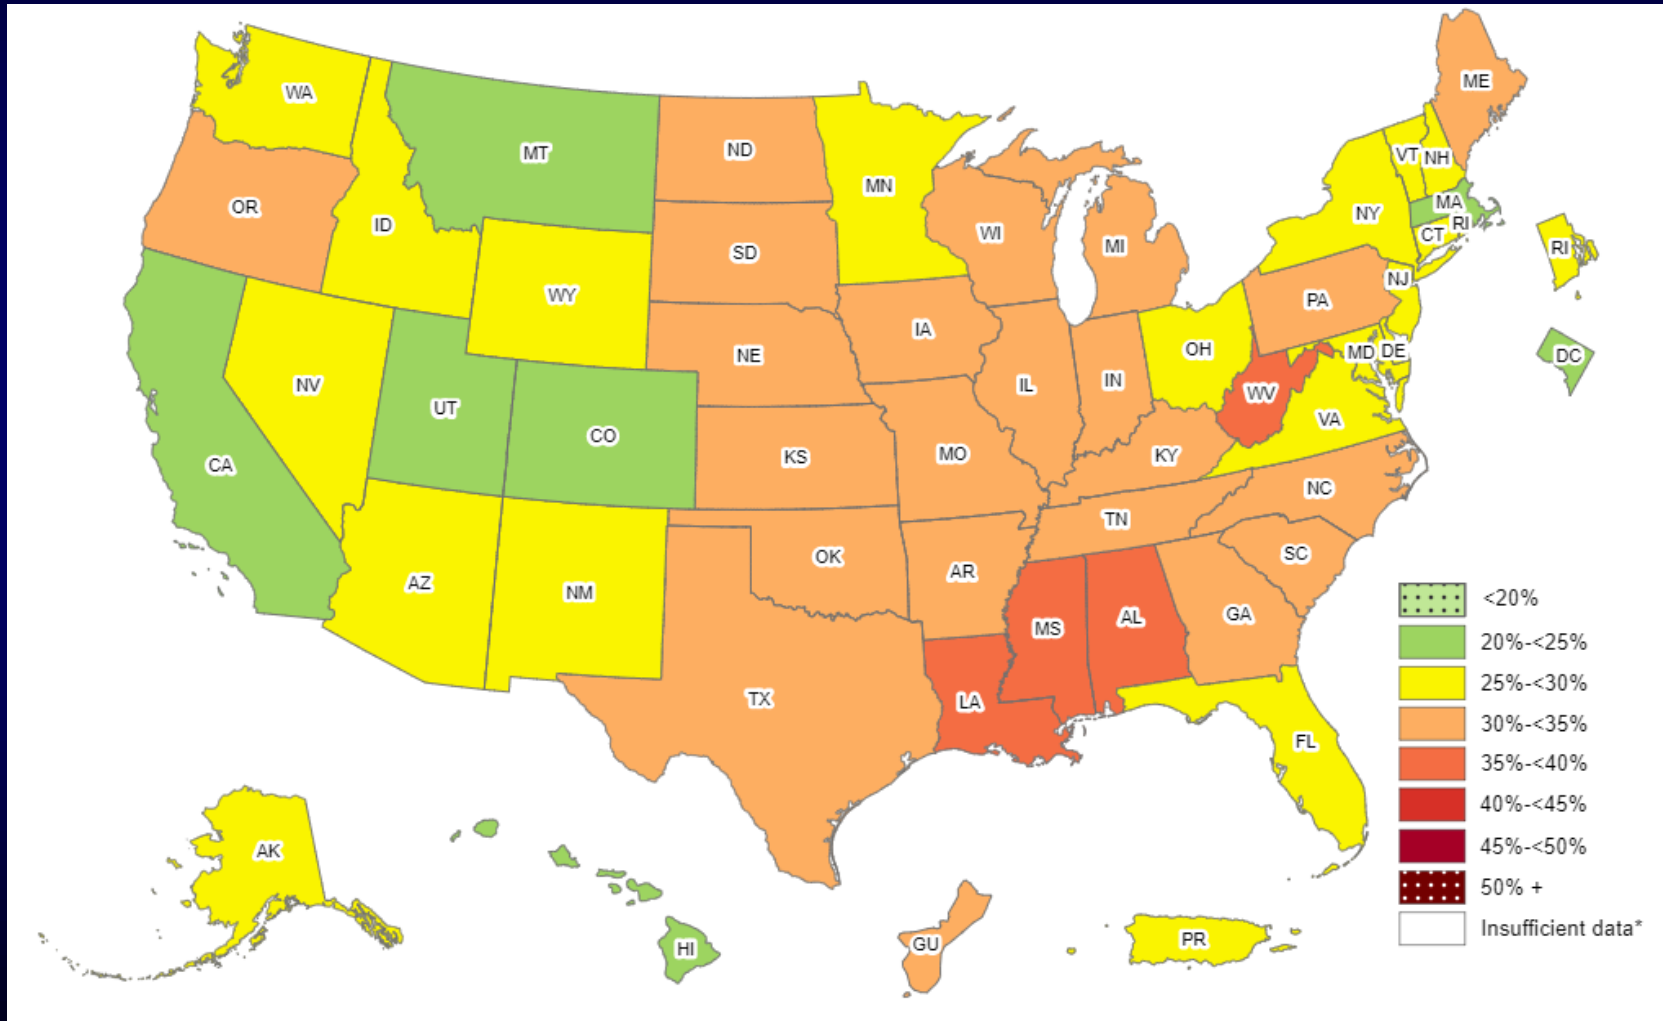 WA
MT
ND
ME
OR
ID
MN
VT
NH
SD
WI
MI
NY
MA
RI
CT
RI
WY
IA
PA
NJ
NE
OH
MD
DE
DC
NV
UT
CO
IL
IN
WV
VA
CA
KS
MO
KY
NC
TN
AZ
NM
OK
AR
SC
MS
AL
GA
TX
LA
FL
AK
HI
GU
PR
<20%
20%-<25%
25%-<30%
30%-<35%
35%-<40%
40%-<45%
45%-<50%
50% +
Insufficient data*